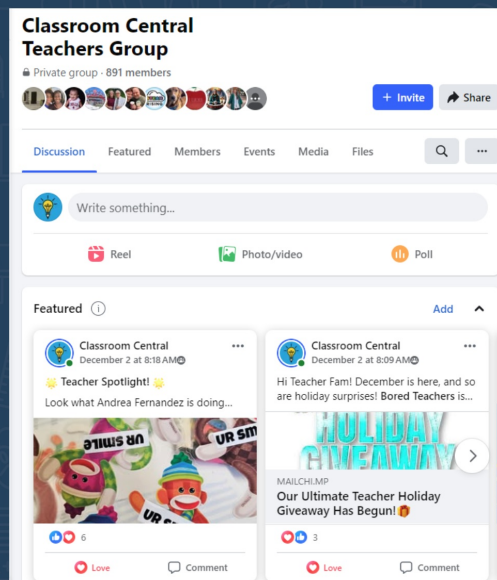 Classroom Central
Teachers Group
Private group · 891 members
+ Invite
Share
Discussion
Featured
Members
Events
Media
Files
Write something...
Reel
Photo/video
Poll
Featured
Add
Classroom Central
December 2 at 8:18 AM
Teacher Spotlight!
Look what Andrea Fernandez is doing...
UR SMILE
UR SM
UR S
6
Love
Comment
Classroom Central
December 2 at 8:09 AM
Hi Teacher Fam! December is here, and so
are holiday surprises! Bored Teachers is...
HOLIDAY
GIVEAWAY
MAILCHI.MP
Our Ultimate Teacher Holiday
Giveaway Has Begun!
3
Love
Comment